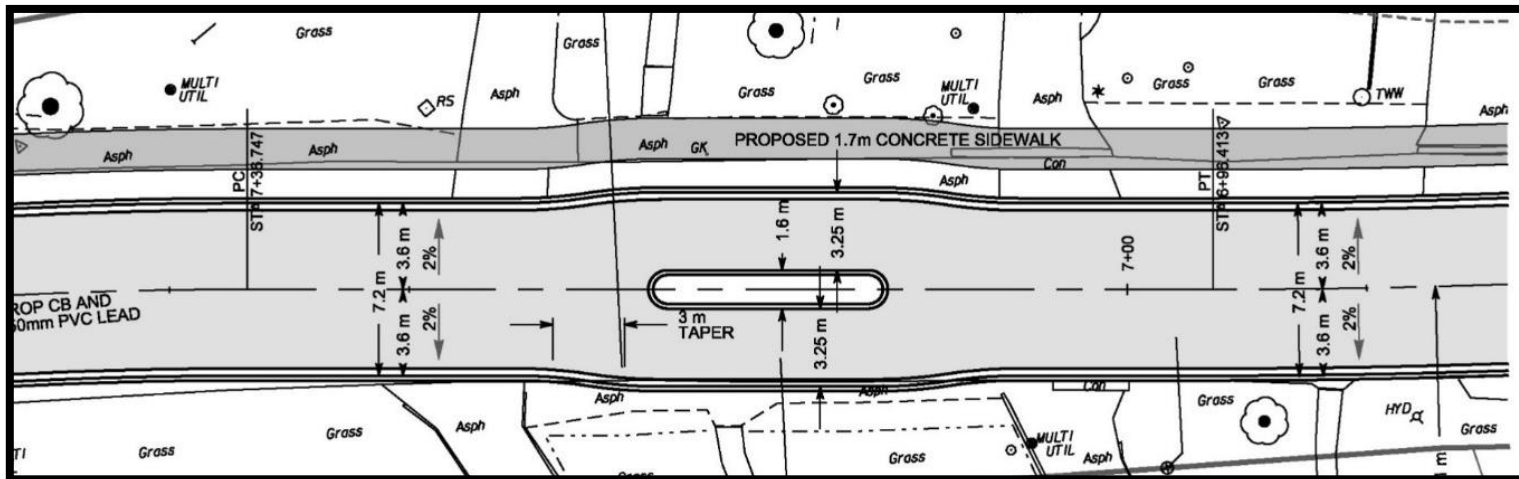 Grass
Grass
MULTI
UTIL
RS
Asph
Grass
Grass
MULTI
UTIL
Asph
Grass
Grass
TWW
Asph
Asph
Asph
Asph
GK
PROPOSED 1.7m CONCRETE SIDEWALK
Con
Asph
PC
7+38.747
PT
6+98.413
7.2 m
3.6 m
3.6 m
2%
2%
1.6 m
3.25 m
3.25 m
3 m
TAPER
7+00
7.2 m
3.6 m
3.6 m
2%
2%
ROP CB AND
50mm PVC LEAD
Asph
Asph
Con
Grass
HYD
Grass
Grass
Grass
Asph
Grass
MULTI
UTIL
Asph
TI
Grass